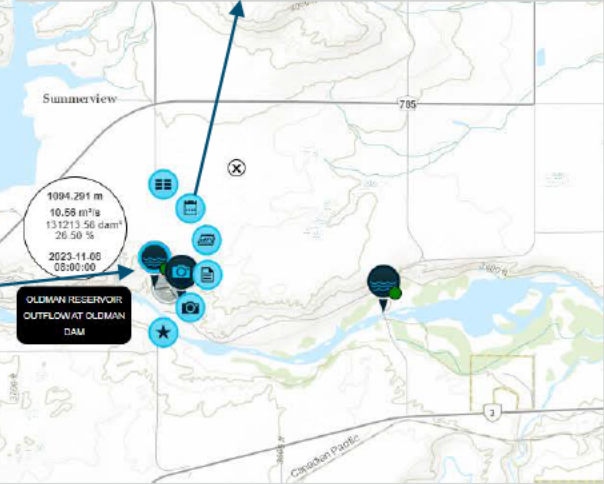 Summerview
785
1094.291 m
10.56 m³/s
131213.56 dam³
26.50 %
2023-11-08
08:00:00
OLDMAN RESERVOIR
OUTFLOW AT OLDMAN
DAM
3
Canadian Pacific